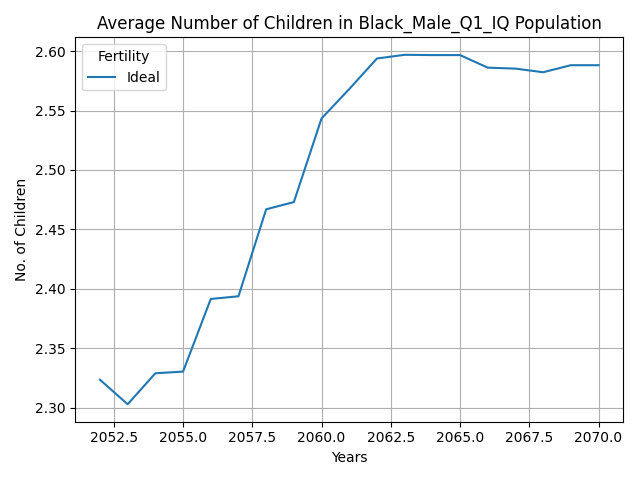 Average Number of Children in Black_Male_Q1_IQ Population
Fertility
Ideal
2.60
2.55
2.50
2.45
2.40
2.35
2.30
No. of Children
2052.5 2055.0 2057.5 2060.0 2062.5 2065.0 2067.5 2070.0
Years